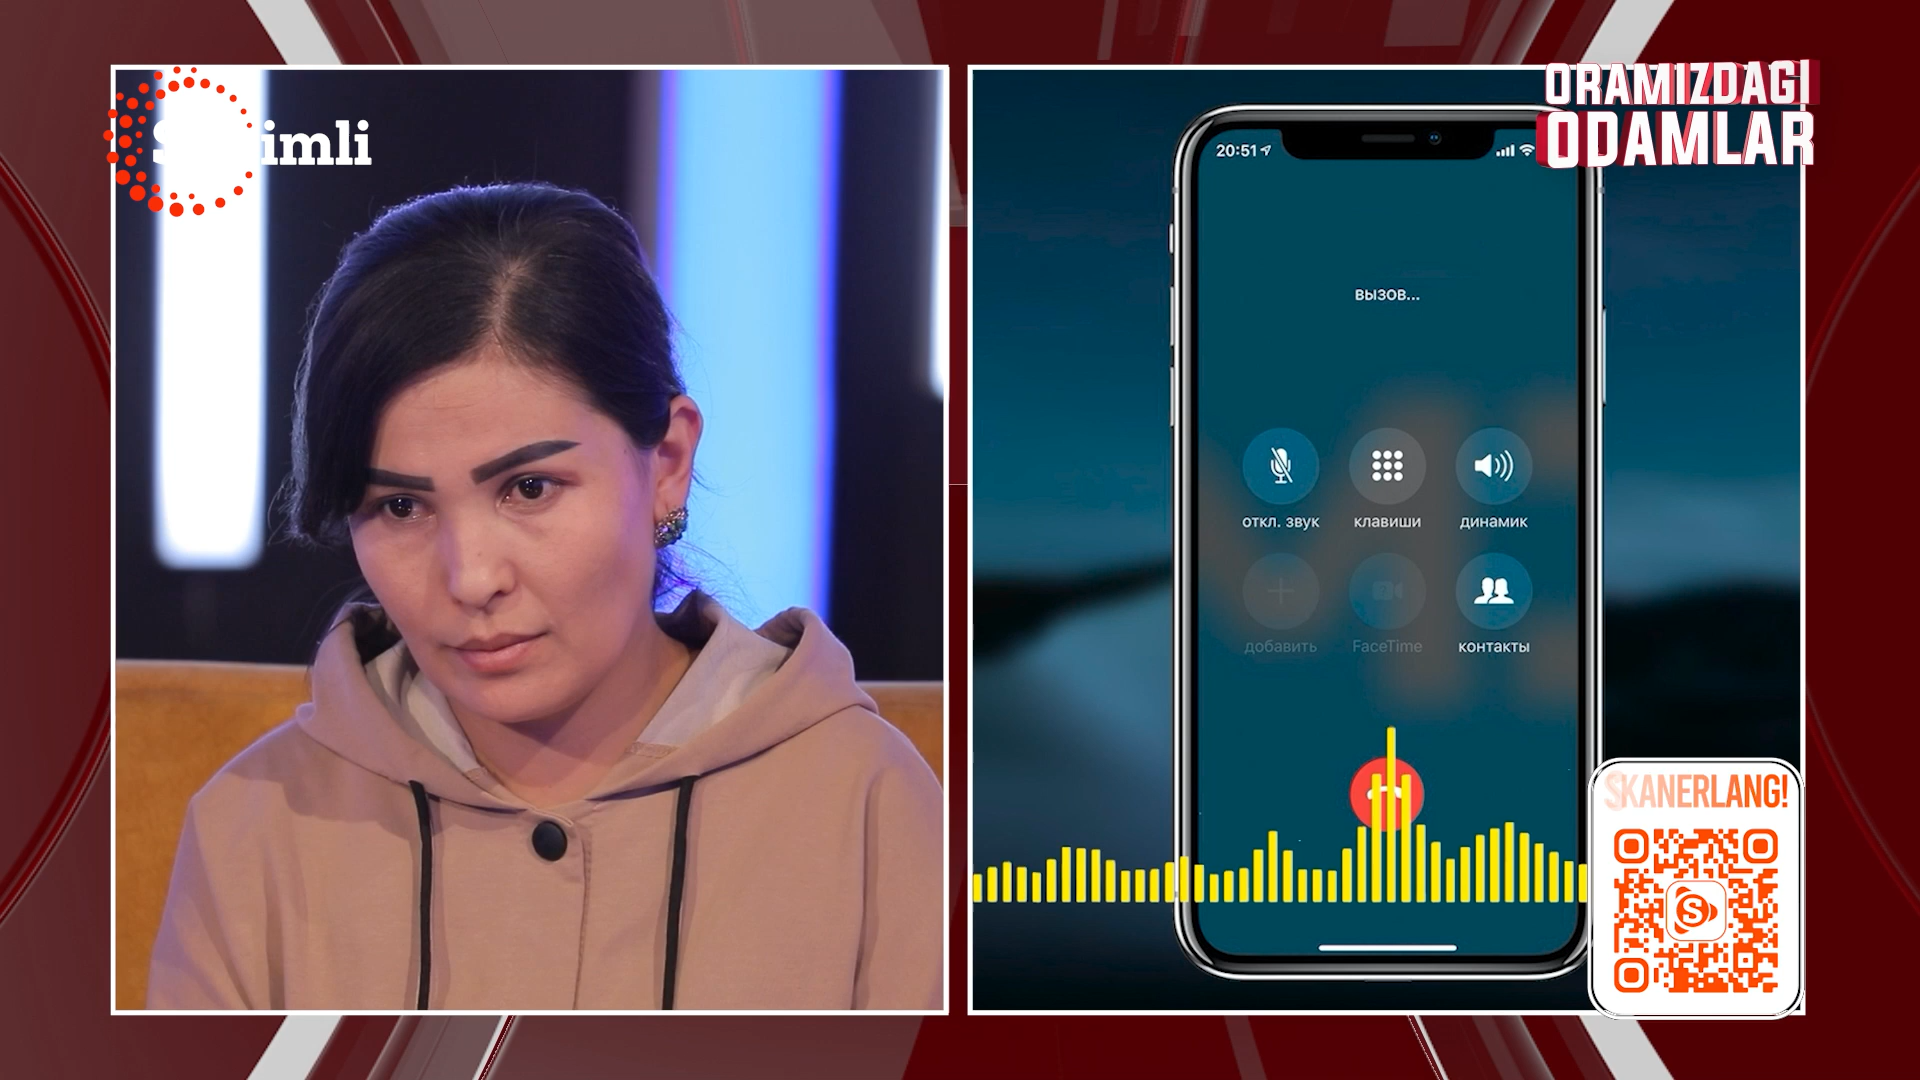 imli
ORAMIZDAGI
ODAMLAR
20:51
вызов...
откл. звук
клавиши
динамик
добавить
FaceTime
контакты
SKANERLANG!
S